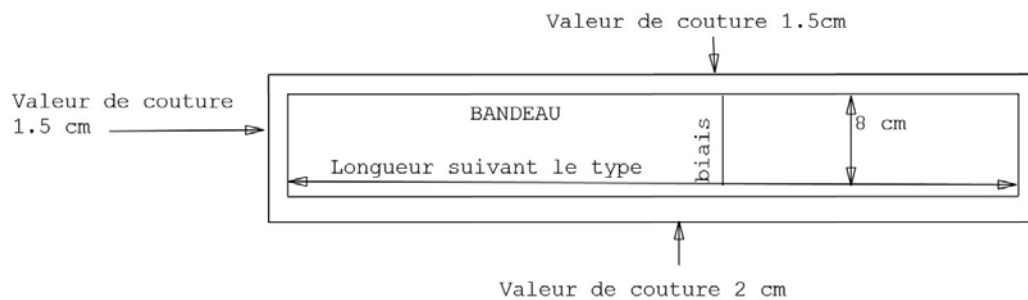 Valeur de couture 1.5cm
Valeur de couture
1.5 cm
BANDEAU
biais
8 cm
Longueur suivant le type
Valeur de couture 2 cm